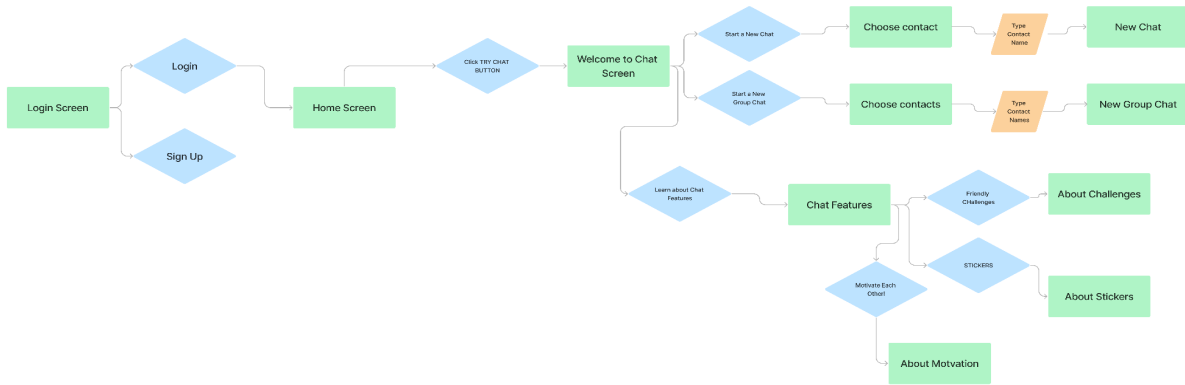 Login Screen
Login
Sign Up
Home Screen
Click TRY CHAT
BUTTON
Welcome to Chat
Screen
Start a New Chat
Choose contact
Type
Contact
Name
New Chat
Start a New
Group Chat
Choose contacts
Type
Contact
Names
New Group Chat
Learn about Chat
Features
Chat Features
Friendly
CHallenges
About Challenges
STICKERS
About Stickers
Motivate Each
Other!
About Motvation